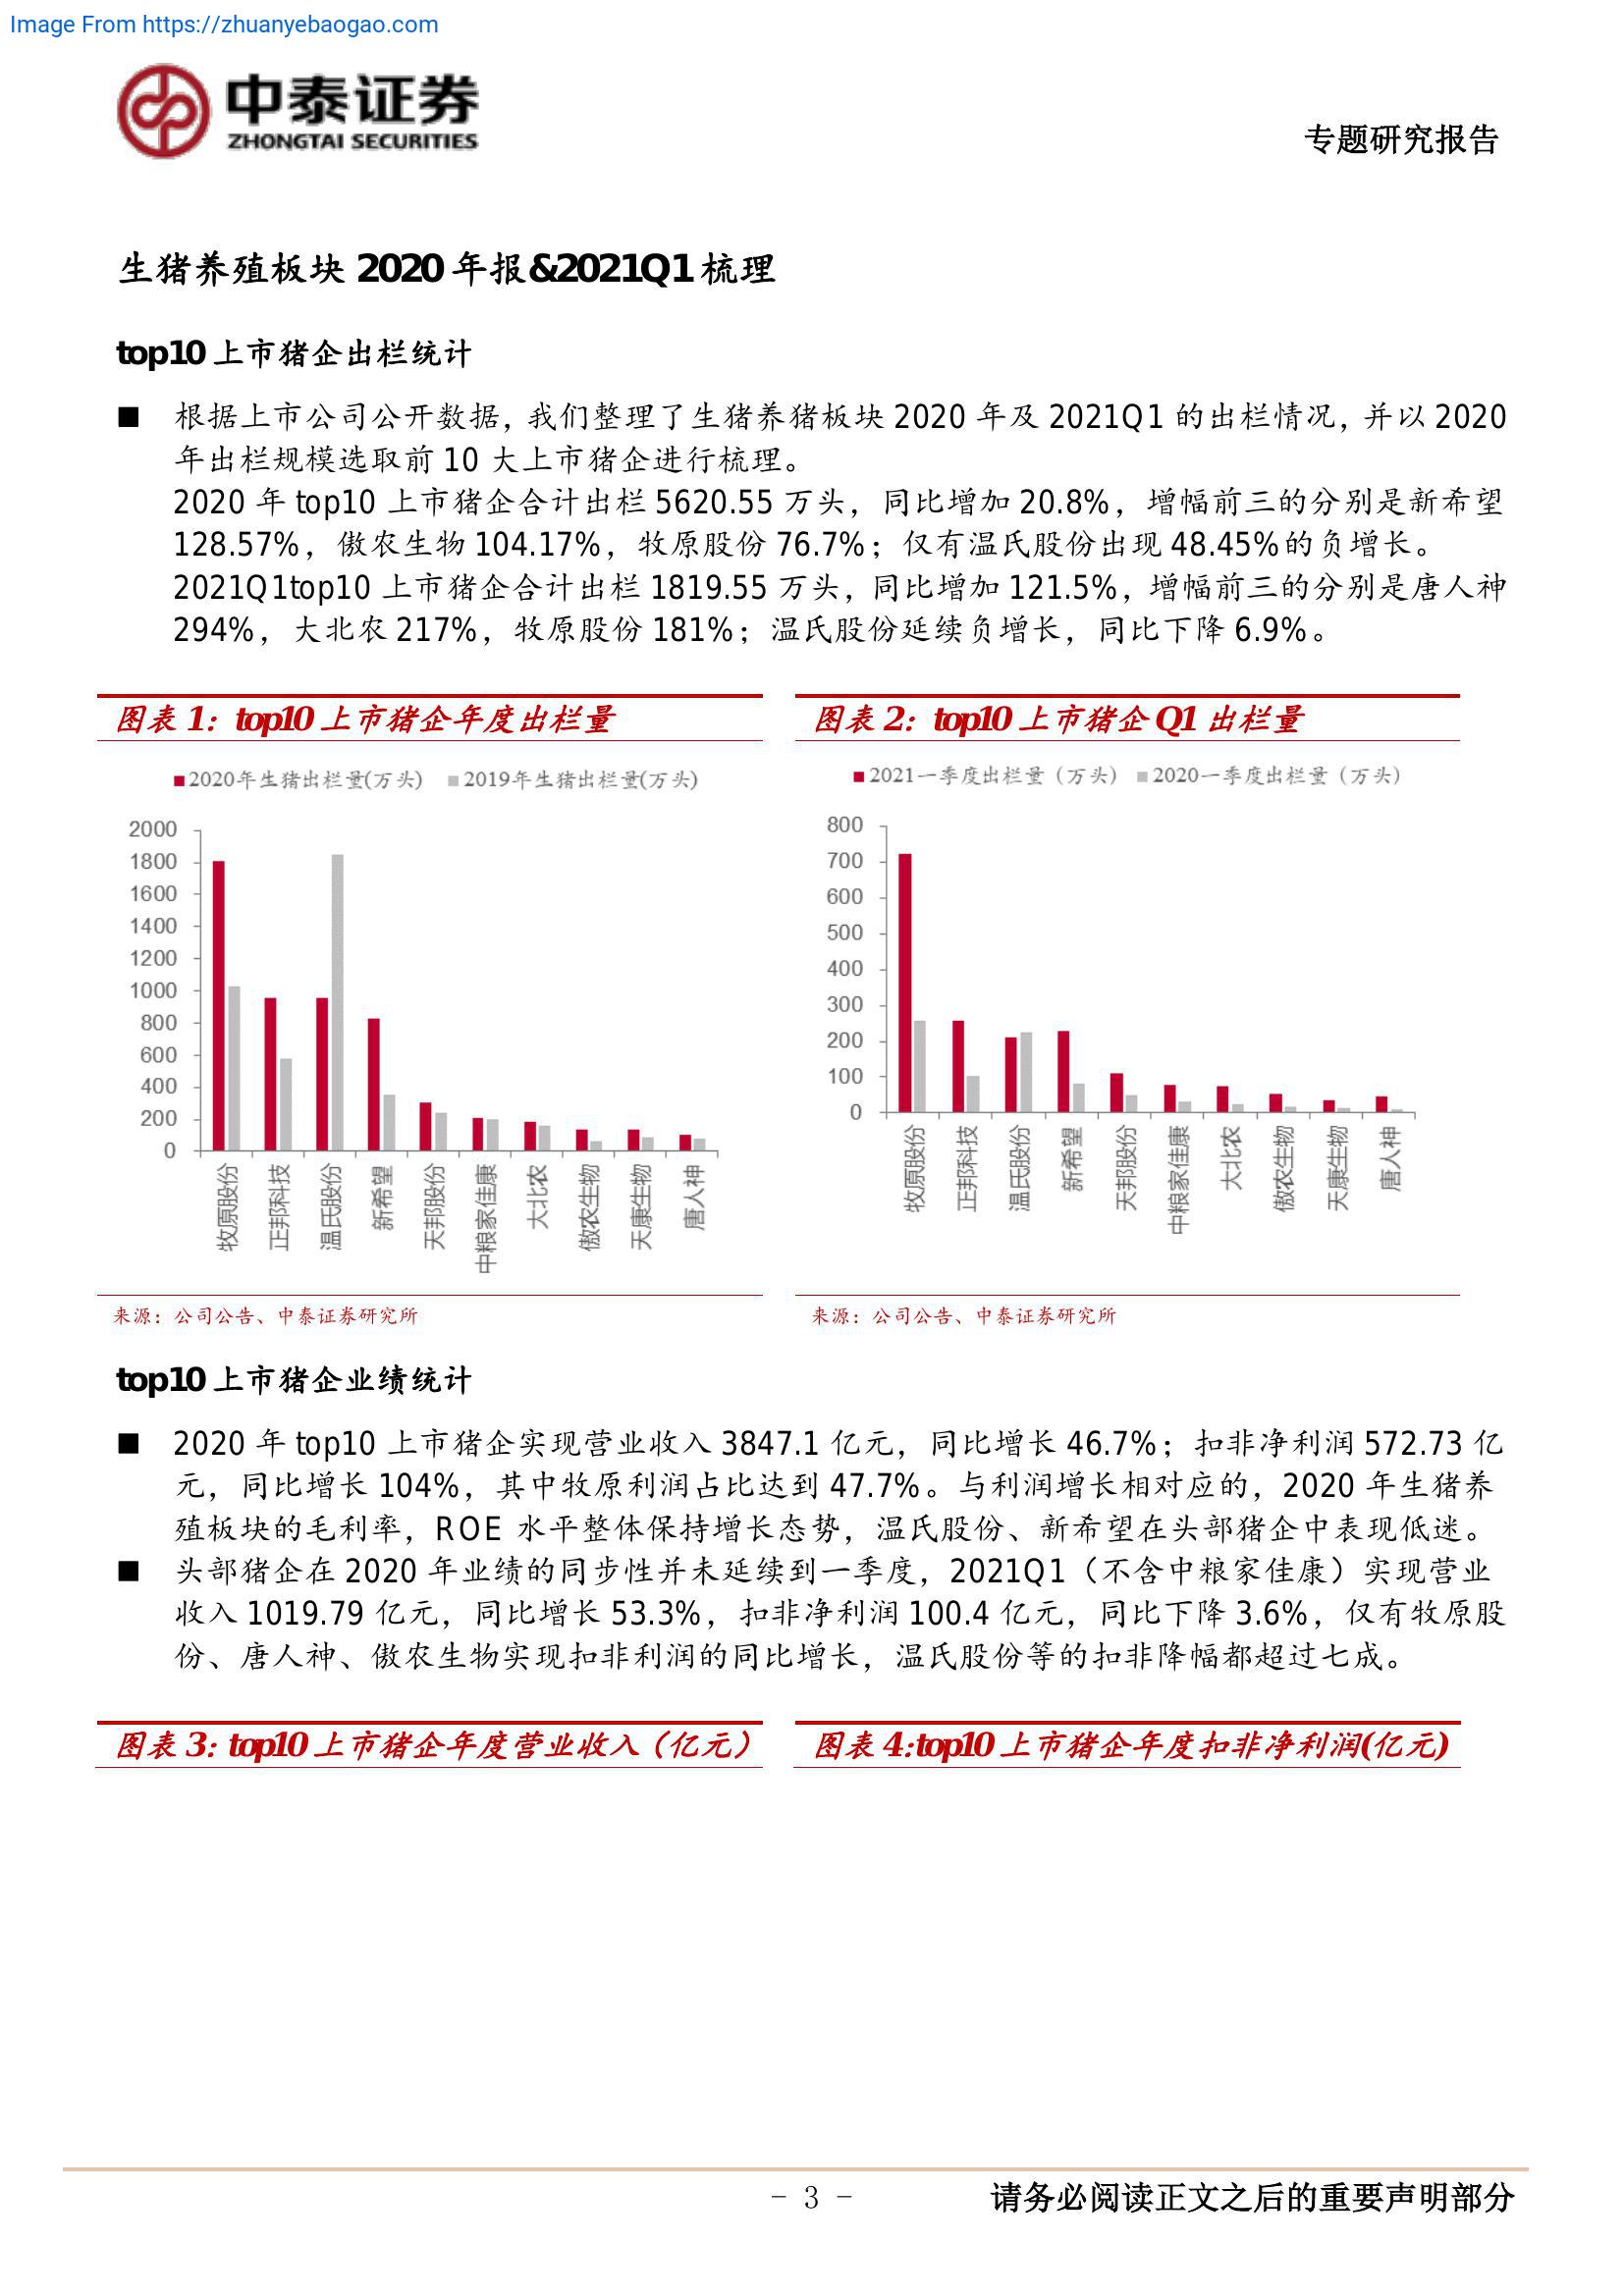 Image From https://zhuanyebaogao.com
中泰证券
ZHONGTAI SECURITIES
专题研究报告
生猪养殖板块 2020 年报&2021Q1 梳理
top10 上市猪企出栏统计
■ 根据上市公司公开数据，我们整理了生猪养猪板块 2020 年及 2021Q1 的出栏情况，并以 2020
年出栏规模选取前 10 大上市猪企进行梳理。
2020 年 top10 上市猪企合计出栏 5620.55 万头，同比增加 20.8%，增幅前三的分别是新希望
128.57%，傲农生物 104.17%，牧原股份 76.7%；仅有温氏股份出现 48.45%的负增长。
2021Q1top10 上市猪企合计出栏 1819.55 万头，同比增加 121.5%，增幅前三的分别是唐人神
294%，大北农 217%，牧原股份 181%；温氏股份延续负增长，同比下降 6.9%。
图表 1：top10 上市猪企年度出栏量
2020年生猪出栏量(万头) 2019年生猪出栏量(万头)
2000
1800
1600
1400
1200
1000
800
600
400
200
0
牧原股份
正邦科技
温氏股份
新希望
天邦股份
中粮家佳康
大北农
傲农生物
天康生物
唐人神
来源：公司公告、中泰证券研究所
图表 2：top10 上市猪企 Q1 出栏量
2021一季度出栏量（万头） 2020一季度出栏量（万头）
800
700
600
500
400
300
200
100
0
牧原股份
正邦科技
温氏股份
新希望
天邦股份
中粮家佳康
大北农
傲农生物
天康生物
唐人神
来源：公司公告、中泰证券研究所
top10 上市猪企业绩统计
■ 2020 年 top10 上市猪企实现营业收入 3847.1 亿元，同比增长 46.7%；扣非净利润 572.73 亿
元，同比增长 104%，其中牧原利润占比达到 47.7%。与利润增长相对应的，2020 年生猪养
殖板块的毛利率，ROE 水平整体保持增长态势，温氏股份、新希望在头部猪企中表现低迷。
■ 头部猪企在 2020 年业绩的同步性并未延续到一季度，2021Q1（不含中粮家佳康）实现营业
收入 1019.79 亿元，同比增长 53.3%，扣非净利润 100.4 亿元，同比下降 3.6%，仅有牧原股
份、唐人神、傲农生物实现扣非利润的同比增长，温氏股份等的扣非降幅都超过七成。
图表 3：top10 上市猪企年度营业收入（亿元）
图表 4:top10 上市猪企年度扣非净利润(亿元)
- 3 -
请务必阅读正文之后的重要声明部分